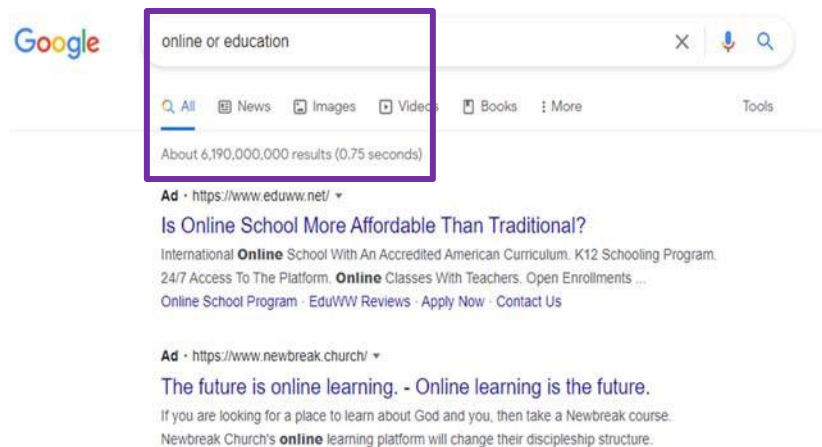 Google
online or education
All News Images Videos Books More Tools
About 6,190,000,000 results (0.75 seconds)
Ad · https://www.eduww.net/
Is Online School More Affordable Than Traditional?
International Online School With An Accredited American Curriculum. K12 Schooling Program.
24/7 Access To The Platform. Online Classes With Teachers. Open Enrollments ...
Online School Program · EduWW Reviews · Apply Now · Contact Us
Ad · https://www.newbreak.church/
The future is online learning. - Online learning is the future.
If you are looking for a place to learn about God and you, then take a Newbreak course.
Newbreak Church's online learning platform will change their discipleship structure.